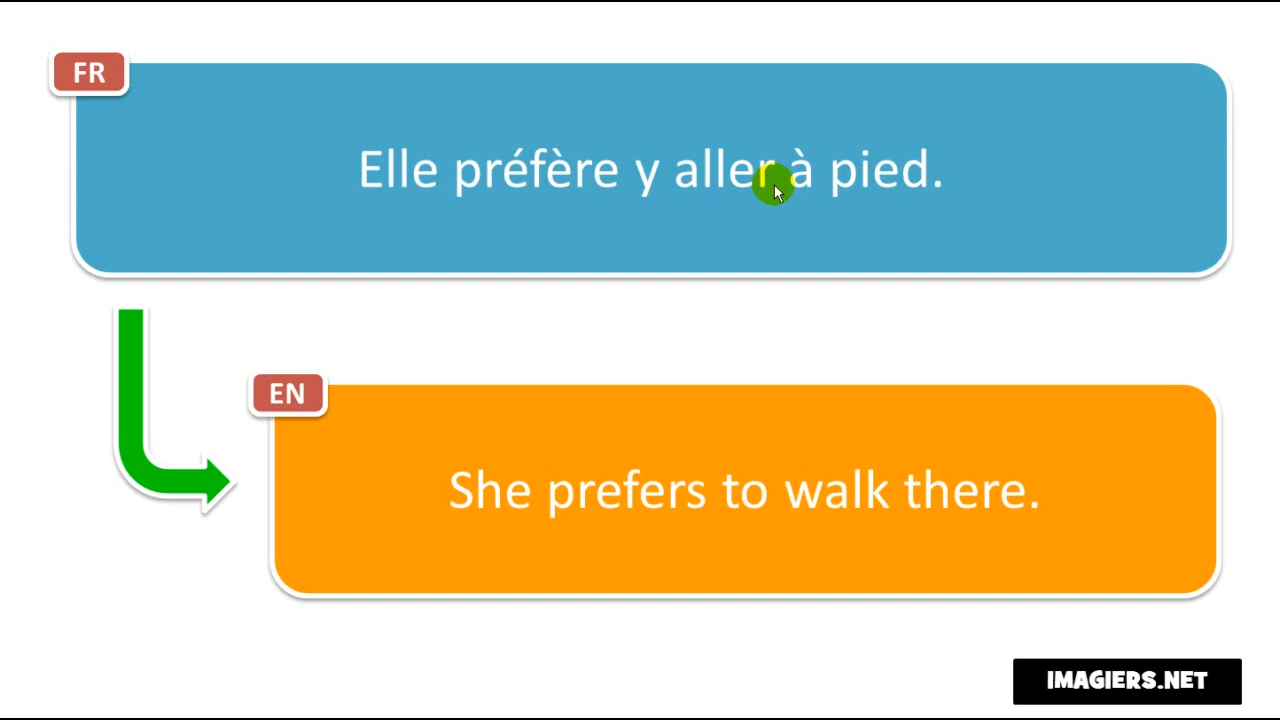 FR
Elle préfère y aller à pied.
EN
She prefers to walk there.
IMAGIERS.NET